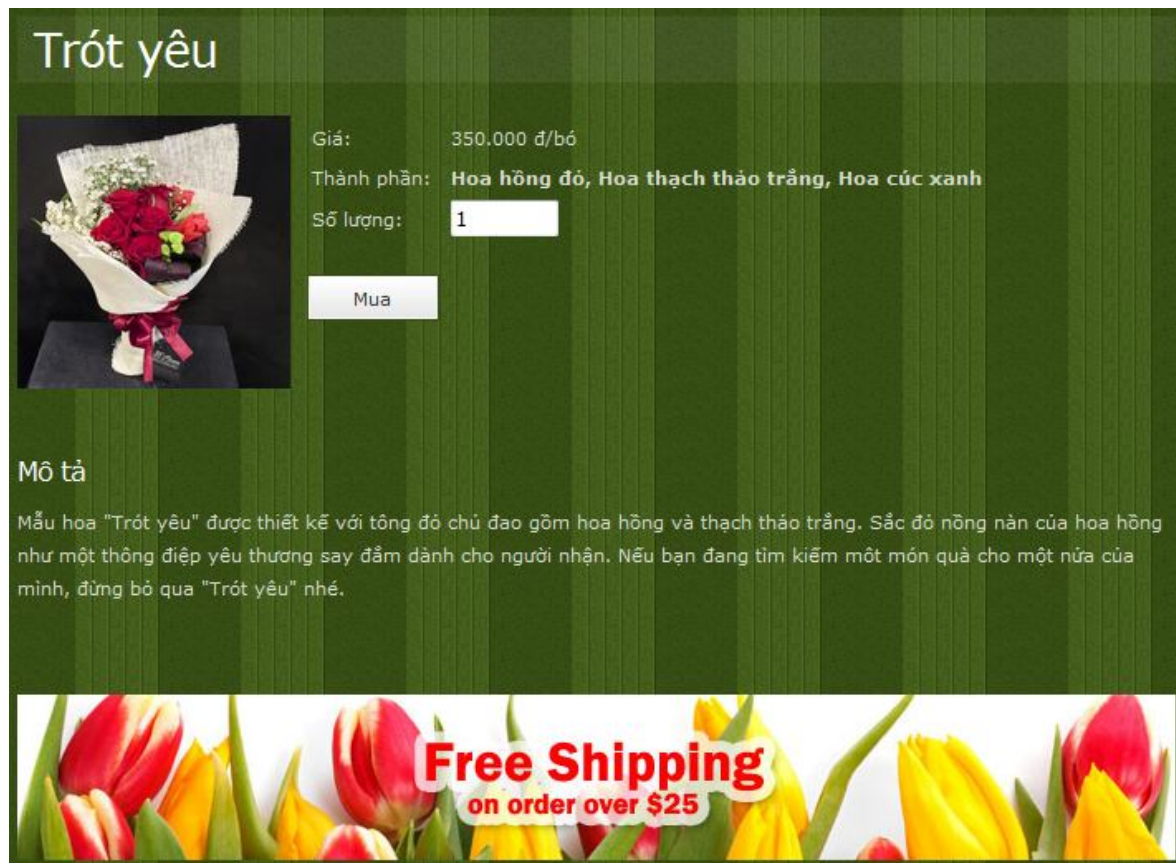 Trót yêu
Giá: 350.000 đ/bó
Thành phần: Hoa hồng đỏ, Hoa thạch thảo trắng, Hoa cúc xanh
Số lượng: 1
Mua
Mô tả
Mẫu hoa "Trót yêu" được thiết kế với tông đỏ chủ đao gồm hoa hồng và thạch thảo trắng. Sắc đỏ nồng nàn của hoa hồng
như một thông điệp yêu thương say đắm dành cho người nhận. Nếu bạn đang tìm kiếm một món quà cho một nửa của
mình, đừng bỏ qua "Trót yêu" nhé.
Free Shipping
on order over $25